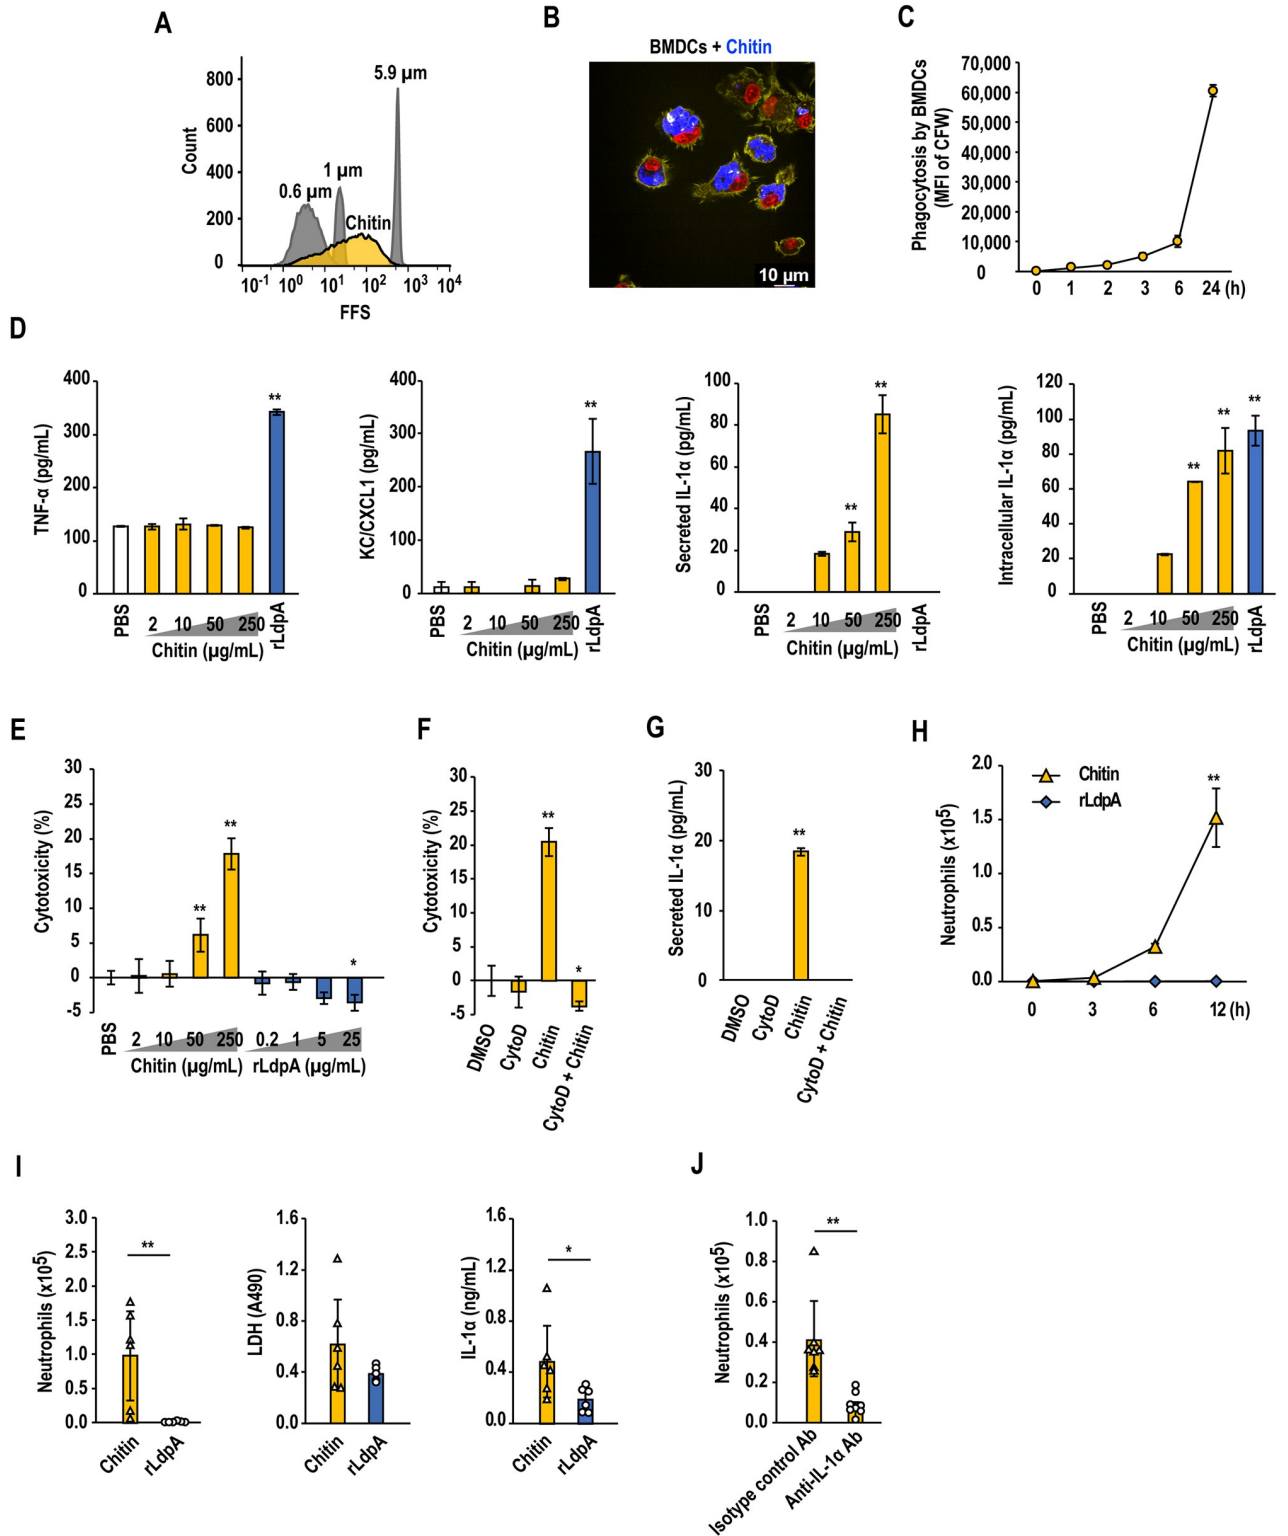 A
800
600
400
200
0
Count
5.9 µm
1 µm
0.6 µm
Chitin
10-1 100 101 102 103 104
FFS
B
BMDCs + Chitin
10 µm
C
70,000
60,000
50,000
40,000
30,000
20,000
10,000
0
Phagocytosis by BMDCs
(MFI of CFW)
0 1 2 3 6 24 (h)
D
400
300
200
100
0
TNF-α (pg/mL)
**
PBS 2 10 50 250 rLdpA
Chitin (µg/mL)
400
300
200
100
0
KC/CXCL1 (pg/mL)
**
PBS 2 10 50 250 rLdpA
Chitin (µg/mL)
100
80
60
40
20
0
Secreted IL-1α (pg/mL)
** **
PBS 2 10 50 250 rLdpA
Chitin (µg/mL)
120
100
80
60
40
20
0
Intracellular IL-1α (pg/mL)
** ** **
PBS 2 10 50 250 rLdpA
Chitin (µg/mL)
E
30
25
20
15
10
5
0
-5
Cytotoxicity (%)
** ** *
PBS 2 10 50 250 0.2 1 5 25
Chitin (µg/mL) rLdpA (µg/mL)
F
30
25
20
15
10
5
0
-5
Cytotoxicity (%)
** *
DMSO
CytoD
Chitin
CytoD + Chitin
G
30
20
10
0
Secreted IL-1α (pg/mL)
**
DMSO
CytoD
Chitin
CytoD + Chitin
H
2.0
1.5
1.0
0.5
0.0
Neutrophils (x105)
Chitin
rLdpA
**
0 3 6 12 (h)
I
3.0
2.5
2.0
1.5
1.0
0.5
0.0
Neutrophils (x105)
**
Chitin
rLdpA
1.6
1.2
0.8
0.4
0.0
LDH (A490)
Chitin
rLdpA
1.6
1.2
0.8
0.4
0.0
IL-1α (ng/mL)
*
Chitin
rLdpA
J
1.0
0.8
0.6
0.4
0.2
0.0
Neutrophils (x105)
**
Isotype control Ab
Anti-IL-1α Ab